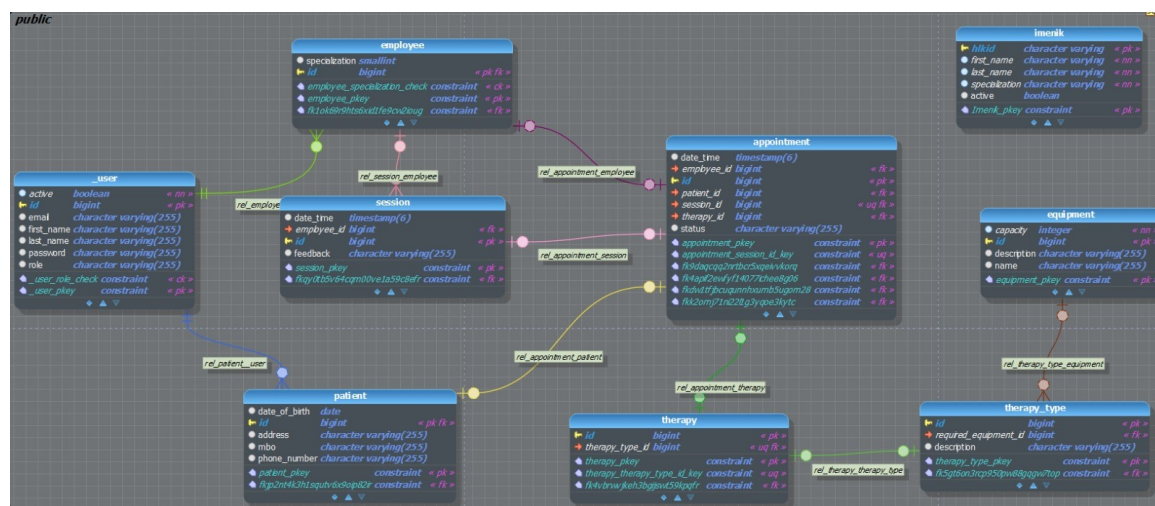 public
employee
specialization smallint
id bigint « pk fk »
employee_specialization_check constraint « ck »
employee_pkey constraint « pk »
constraint « fk »
imenik
hlkid character varying « pk »
first_name character varying « nn »
last_name character varying « nn »
specialization character varying « nn »
active boolean
Imenik_pkey constraint « pk »
appointment
date_time timestamp(6)
employee_id bigint « fk »
id bigint « pk »
patient_id bigint « fk »
session_id bigint « uq fk »
therapy_id bigint « fk »
status character varying(255)
appointment_pkey constraint « pk »
appointment_session_id_key constraint « uq »
constraint « fk »
constraint « fk »
constraint « fk »
constraint « fk »
rel_appointment_employee
_user
active boolean « nn »
id bigint « pk »
email character varying(255)
first_name character varying(255)
last_name character varying(255)
password character varying(255)
role character varying(255)
_user_role_check constraint « ck »
_user_pkey constraint « pk »
rel_session_employee
rel_employe
session
date_time timestamp(6)
employee_id bigint « fk »
id bigint « pk »
feedback character varying(255)
session_pkey constraint « pk »
constraint « fk »
rel_appointment_session
equipment
capacity integer « nn »
id bigint « pk »
description character varying(255)
name character varying(255)
equipment_pkey constraint « pk »
rel_patient__user
rel_appointment_patient
rel_therapy_type_equipment
rel_appointment_therapy
patient
date_of_birth date
id bigint « pk fk »
address character varying(255)
mbo character varying(255)
phone_number character varying(255)
patient_pkey constraint « pk »
constraint « fk »
therapy
id bigint « pk »
therapy_type_id bigint « uq fk »
therapy_pkey constraint « pk »
therapy_therapy_type_id_key constraint « uq »
constraint « fk »
rel_therapy_therapy_type
therapy_type
id bigint « pk »
required_equipment_id bigint « fk »
description character varying(255)
therapy_type_pkey constraint « pk »
constraint « fk »